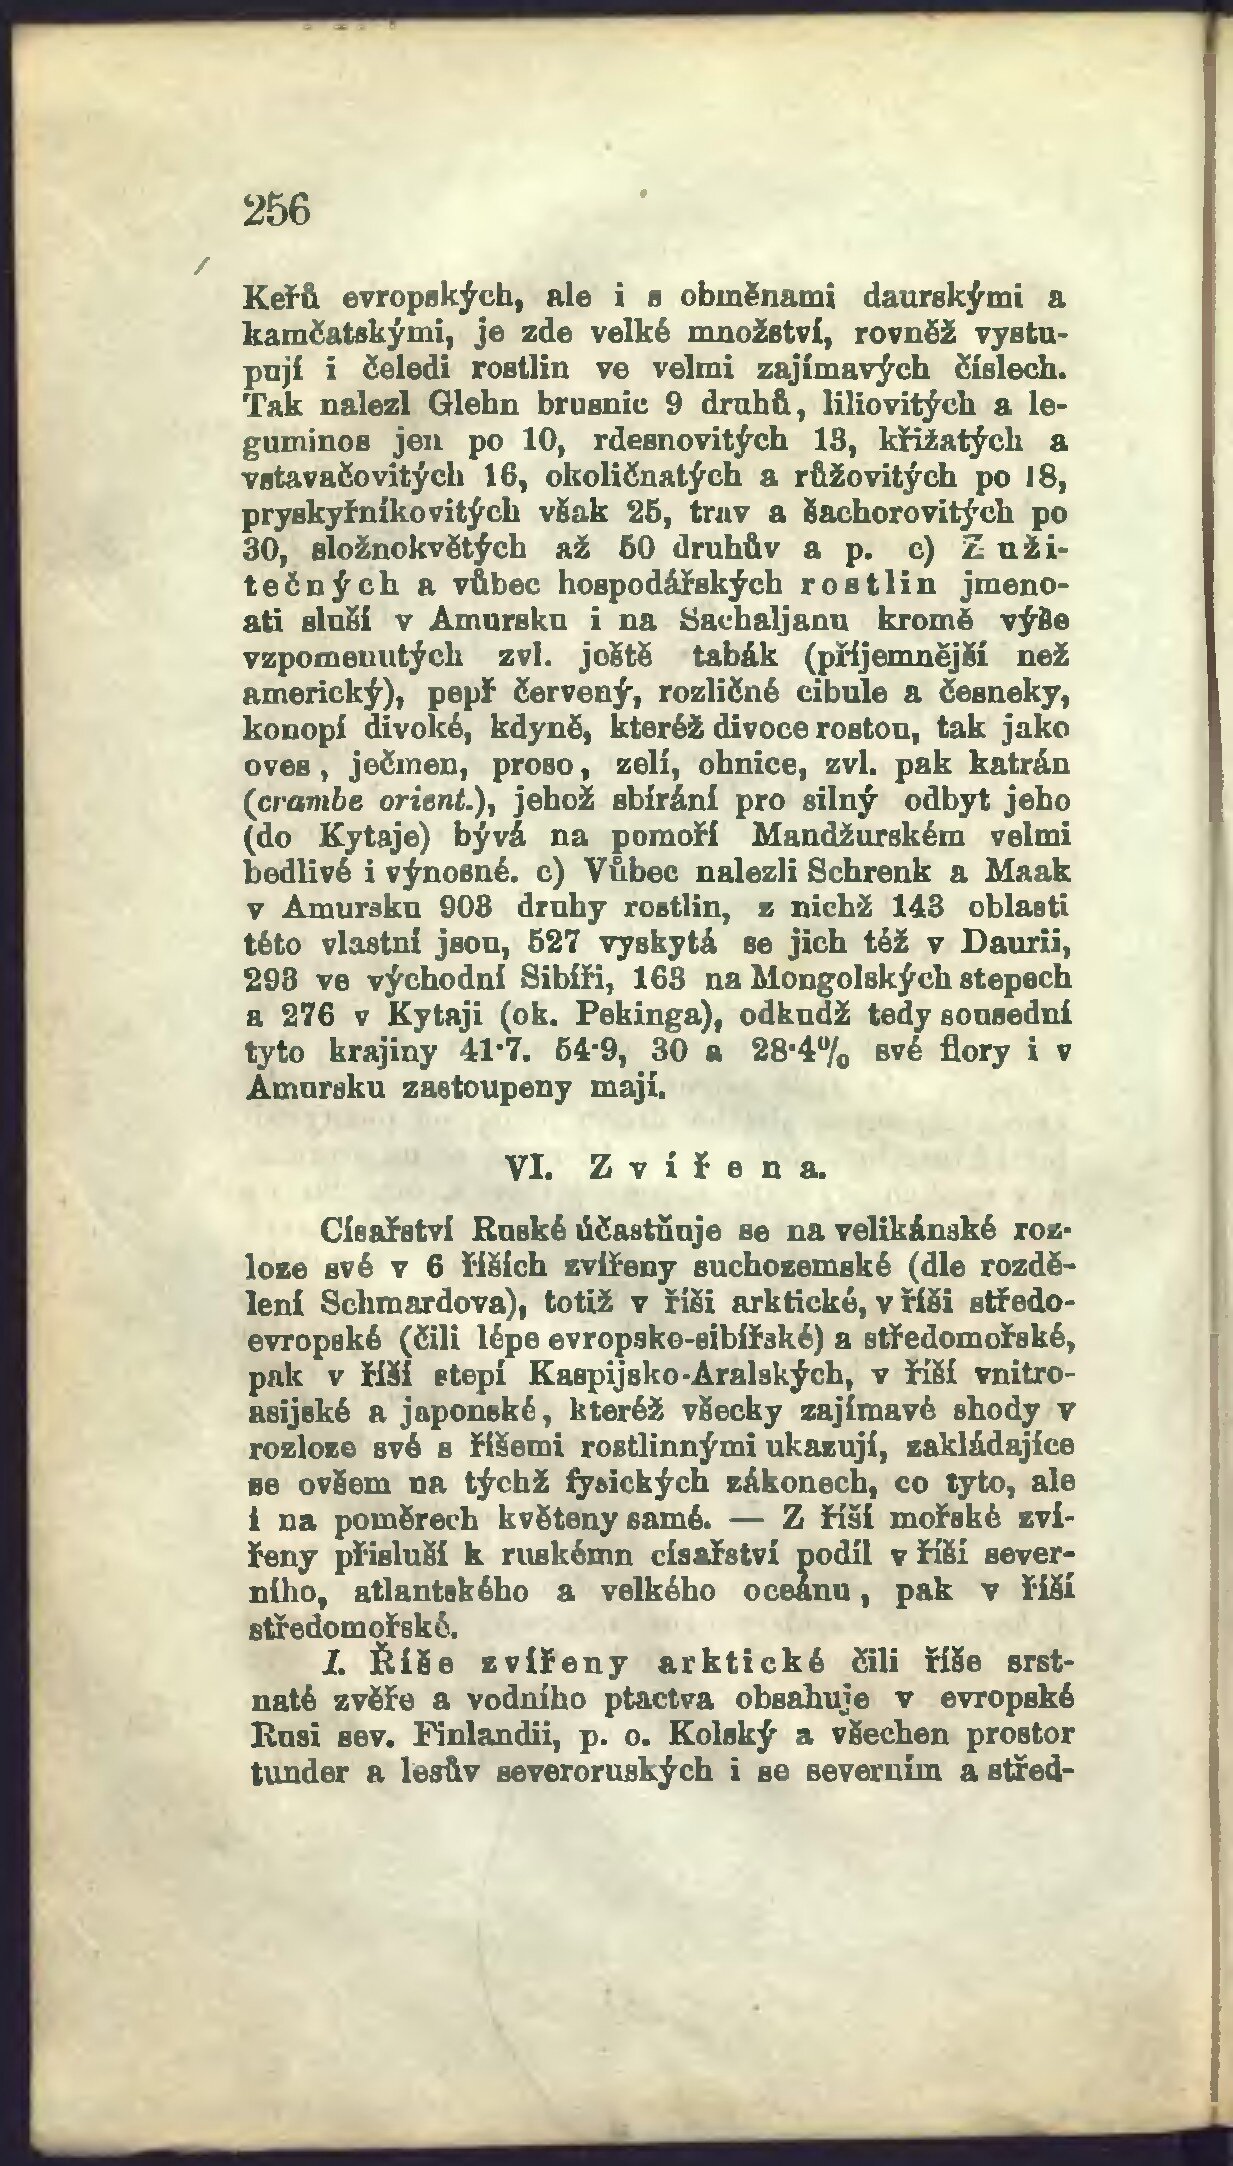 256
Keřů evropských, ale i s obměnami daurskými a
kamčatskými, je zde velké množství, rovněž vystu-
pují i čeledi rostlin ve velmi zajímavých číslech.
Tak nalezl Glehn brusnic 9 druhů, liliovitých a le-
guminos jen po 10, rdesnovitých 13, křižatých a
vstavačovitých 16, okoličnatých a růžovitých po 18,
pryskyřníkovitých však 25, trav a šachorovitých po
30, složnokvětých až 50 druhův a p. c) Z uži-
tečných a vůbec hospodářských rostlin jmeno-
ati sluší v Amursku i na Sachaljanu kromě výše
vzpomenutých zvl. joště tabák (příjemnější než
americký), pepř červený, rozličné cibule a česneky,
konopí divoké, kdyně, kteréž divoce rostou, tak jako
oves, ječmen, proso, zelí, ohnice, zvl. pak katrán
(crambe orient.), jehož sbírání pro silný odbyt jeho
(do Kytaje) bývá na pomoří Mandžurském velmi
bedlivé i výnosné. c) Vůbec nalezli Schrenk a Maak
v Amursku 903 druhy rostlin, z nichž 143 oblasti
této vlastní jsou, 527 vyskytá se jich též v Daurii,
293 ve východní Sibíři, 163 na Mongolských stepech
a 276 v Kytaji (ok. Pekinga), odkudž tedy sousední
tyto krajiny 41·7. 54·9, 30 a 28·4% své flory i v
Amursku zastoupeny mají.
VI. Zvířena.
Císařství Ruské účastňuje se na velikánské roz-
loze své v 6 říších zvířeny suchozemské (dle rozdě-
lení Schmardova), totiž v říši arktické, v říši středo-
evropské (čili lépe evropsko-sibířské) a středomořské,
pak v říší stepí Kaspijsko-Aralských, v říší vnitro-
asijské a japonské, kteréž všecky zajímavé shody v
rozloze své s říšemi rostlinnými ukazují, zakládajíce
se ovšem na týchž fysických zákonech, co tyto, ale
i na poměrech květeny samé. — Z říší mořské zví-
řeny přisluší k ruskému císařství podíl v říší sever-
ního, atlantského a velkého oceánu, pak v říší
středomořské.
I. Říše zvířeny arktické čili říše srst-
naté zvěře a vodního ptactva obsahuje v evropské
Rusi sev. Finlandii, p. o. Kolský a všechen prostor
tunder a lesův severoruských i se severním a střed-